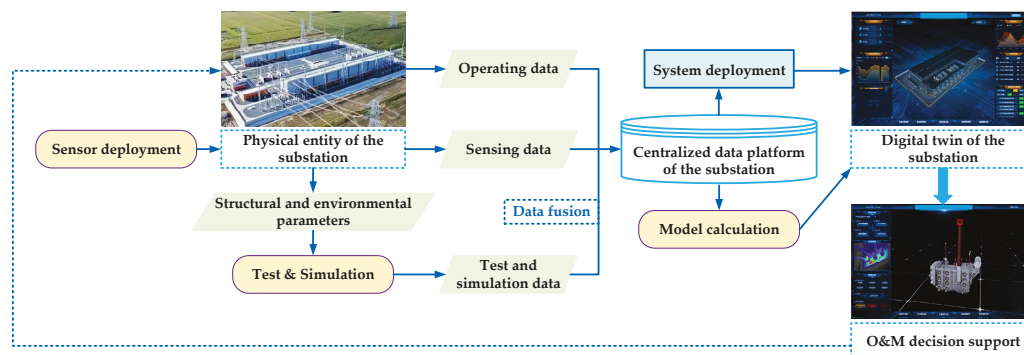 Operating data
System deployment
Sensor deployment
Physical entity of the
substation
Sensing data
Centralized data platform
of the substation
Digital twin of the
substation
Structural and environmental
parameters
Data fusion
Model calculation
Test & Simulation
Test and
simulation data
O&M decision support